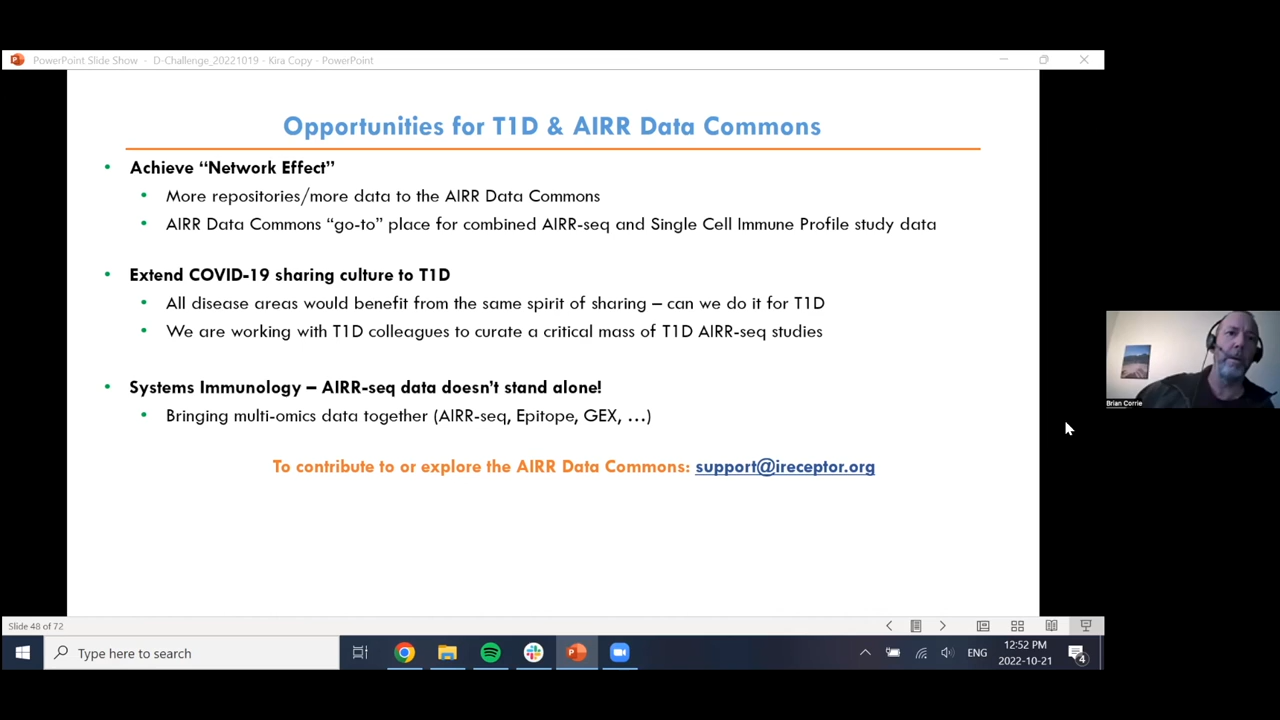 PowerPoint Slide Show - D-Challenge_20221019 - Kira Copy - PowerPoint
Opportunities for T1D & AIRR Data Commons
• Achieve “Network Effect”
• More repositories/more data to the AIRR Data Commons
• AIRR Data Commons “go-to” place for combined AIRR-seq and Single Cell Immune Profile study data
• Extend COVID-19 sharing culture to T1D
• All disease areas would benefit from the same spirit of sharing – can we do it for T1D
• We are working with T1D colleagues to curate a critical mass of T1D AIRR-seq studies
• Systems Immunology – AIRR-seq data doesn’t stand alone!
• Bringing multi-omics data together (AIRR-seq, Epitope, GEX, …)
To contribute to or explore the AIRR Data Commons: support@ireceptor.org
Brian Corrie
Slide 48 of 72
Type here to search
ENG
12:52 PM
2022-10-21
4